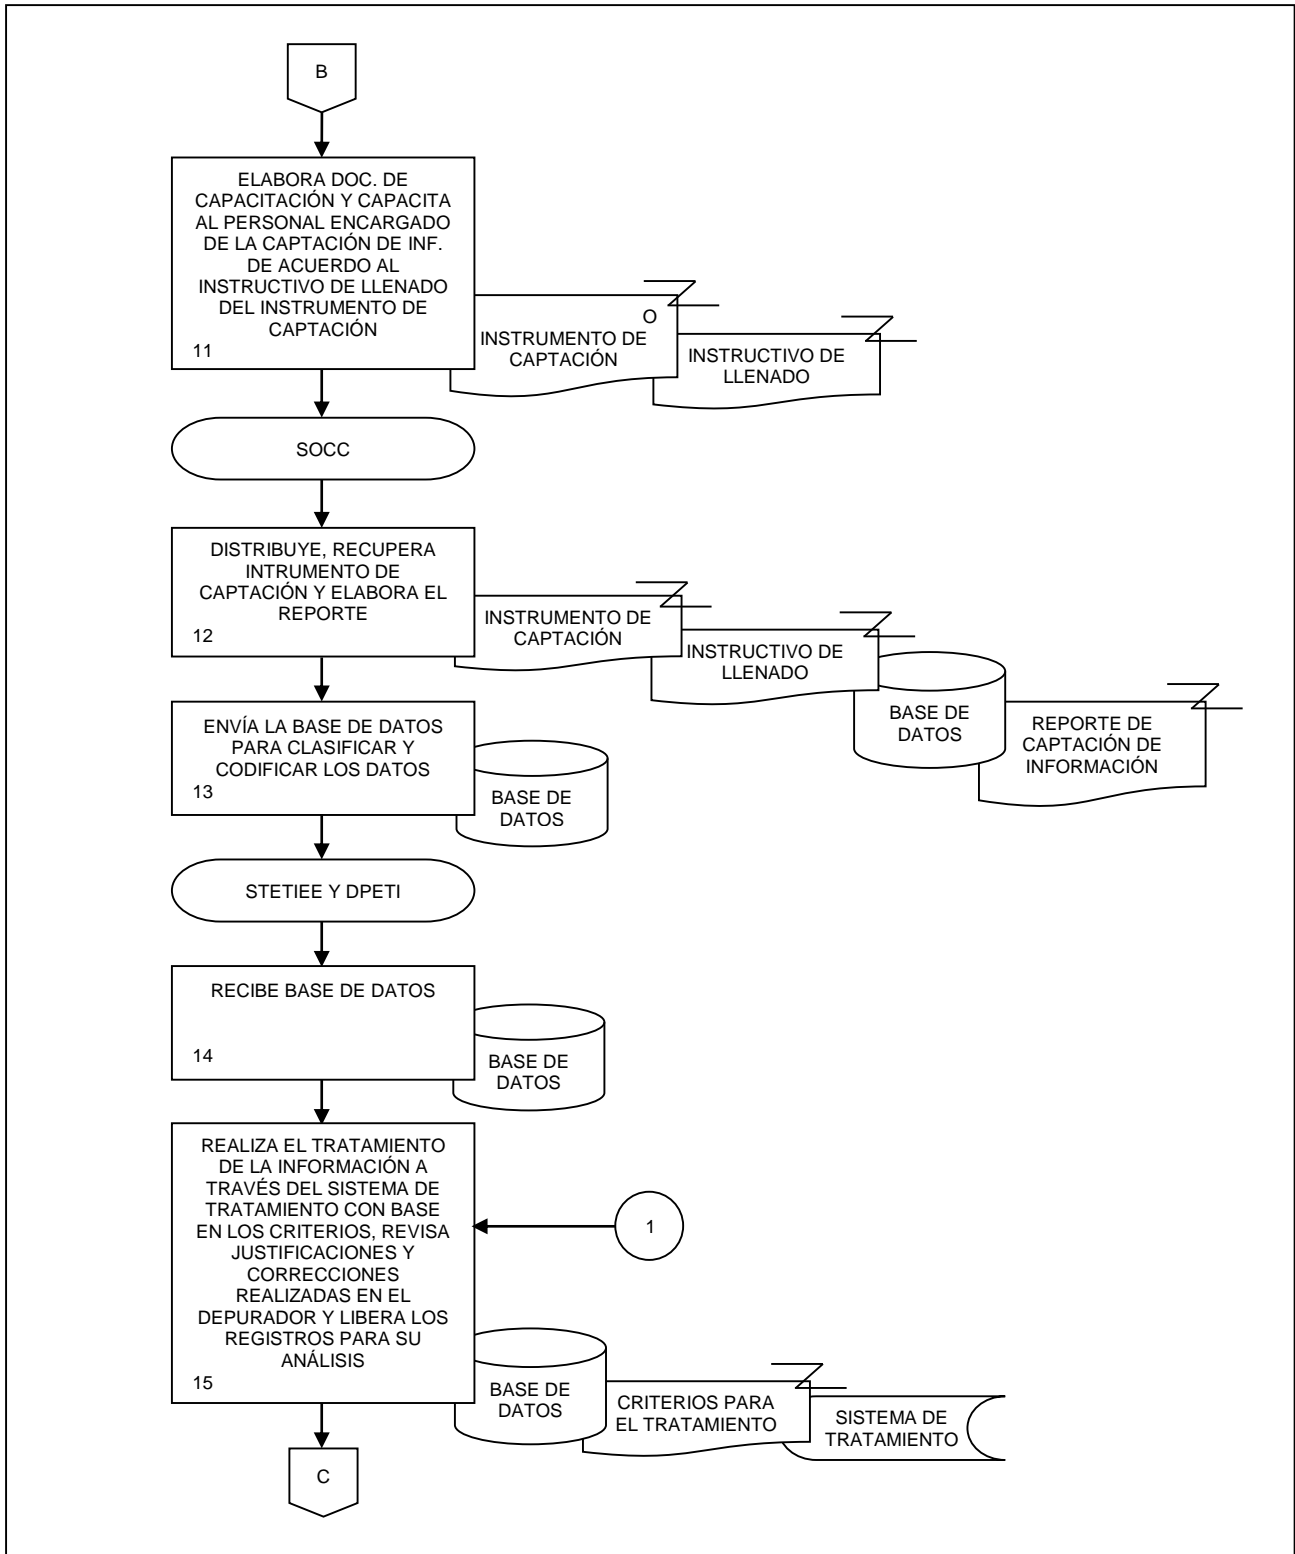 B
ELABORA DOC. DE
CAPACITACIÓN Y CAPACITA
AL PERSONAL ENCARGADO
DE LA CAPTACIÓN DE INF.
DE ACUERDO AL
INSTRUCTIVO DE LLENADO
DEL INSTRUMENTO DE
CAPTACIÓN
11
O
INSTRUMENTO DE
CAPTACIÓN
INSTRUCTIVO DE
LLENADO
SOCC
DISTRIBUYE, RECUPERA
INTRUMENTO DE
CAPTACIÓN Y ELABORA EL
REPORTE
12
INSTRUMENTO DE
CAPTACIÓN
INSTRUCTIVO DE
LLENADO
BASE DE
DATOS
REPORTE DE
CAPTACIÓN DE
INFORMACIÓN
ENVÍA LA BASE DE DATOS
PARA CLASIFICAR Y
CODIFICAR LOS DATOS
13
BASE DE
DATOS
STETIEE Y DPETI
RECIBE BASE DE DATOS
14
BASE DE
DATOS
REALIZA EL TRATAMIENTO
DE LA INFORMACIÓN A
TRAVÉS DEL SISTEMA DE
TRATAMIENTO CON BASE
EN LOS CRITERIOS, REVISA
JUSTIFICACIONES Y
CORRECCIONES
REALIZADAS EN EL
DEPURADOR Y LIBERA LOS
REGISTROS PARA SU
ANÁLISIS
15
1
BASE DE
DATOS
CRITERIOS PARA
EL TRATAMIENTO
SISTEMA DE
TRATAMIENTO
C